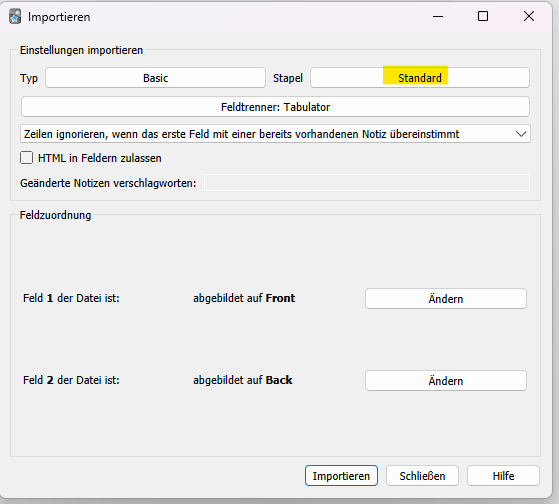 Importieren
Einstellungen importieren
Typ Basic Stapel Standard
Feldtrenner: Tabulator
Zeilen ignorieren, wenn das erste Feld mit einer bereits vorhandenen Notiz übereinstimmt
HTML in Feldern zulassen
Geänderte Notizen verschlagworten:
Feldzuordnung
Feld 1 der Datei ist: abgebildet auf Front Ändern
Feld 2 der Datei ist: abgebildet auf Back Ändern
Importieren Schließen Hilfe